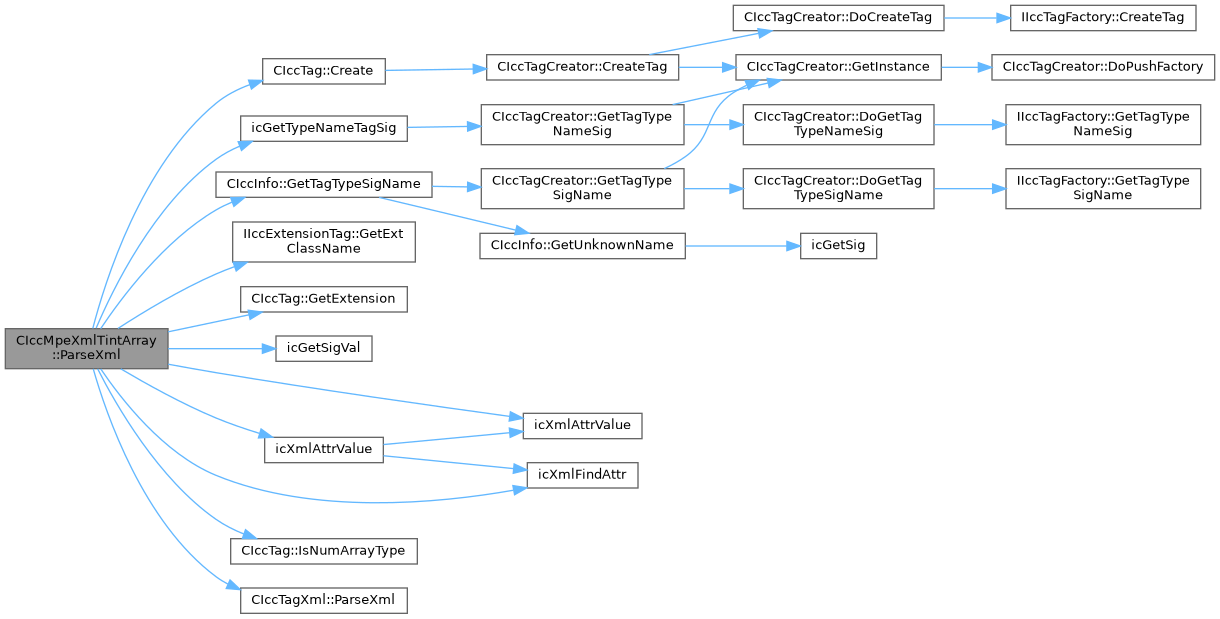 CIccTagCreator::DoCreateTag
IIccTagFactory::CreateTag
CIccTag::Create
CIccTagCreator::CreateTag
CIccTagCreator::GetInstance
CIccTagCreator::DoPushFactory
icGetTypeNameTagSig
CIccTagCreator::GetTagType
NameSig
CIccTagCreator::DoGetTag
TypeNameSig
IIccTagFactory::GetTagType
NameSig
CIccInfo::GetTagTypeSigName
CIccTagCreator::GetTagType
SigName
CIccTagCreator::DoGetTag
TypeSigName
IIccTagFactory::GetTagType
SigName
IIccExtensionTag::GetExt
ClassName
CIccInfo::GetUnknownName
icGetSig
CIccTag::GetExtension
CIccMpeXmlTintArray
::ParseXml
icGetSigVal
icXmlAttrValue
icXmlAttrValue
icXmlFindAttr
CIccTag::IsNumArrayType
CIccTagXml::ParseXml